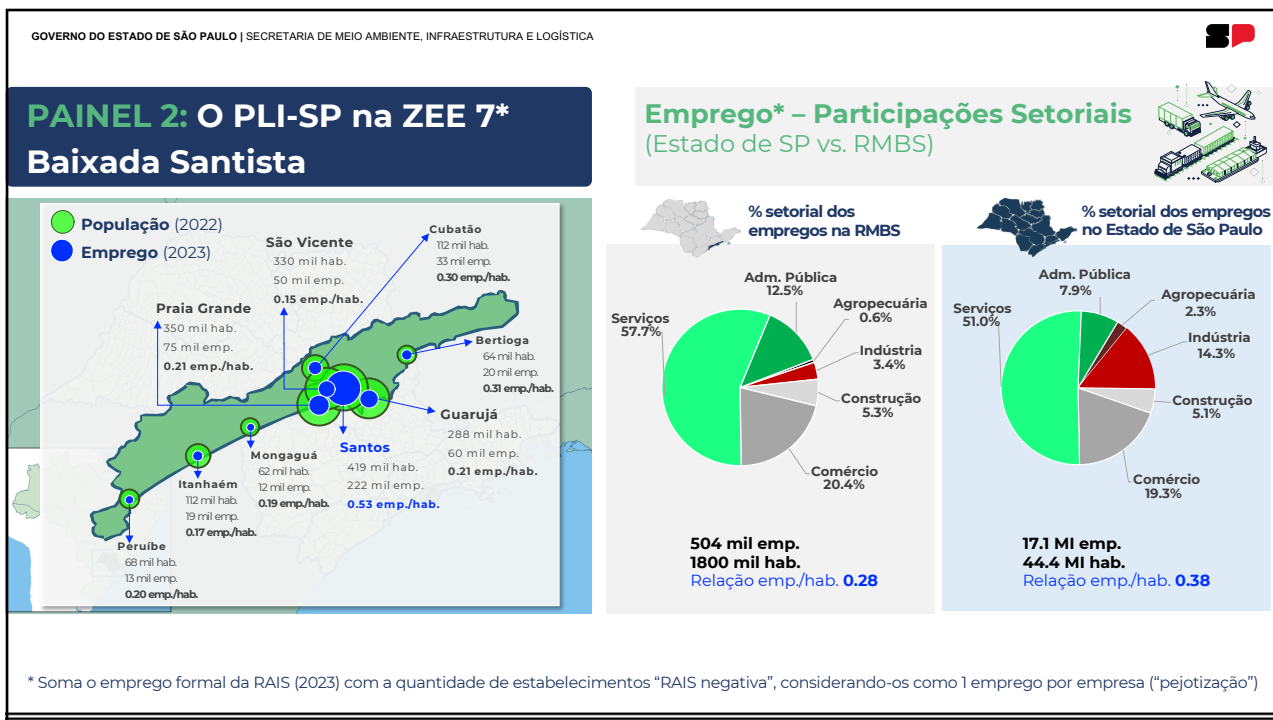 GOVERNO DO ESTADO DE SÃO PAULO | SECRETARIA DE MEIO AMBIENTE, INFRAESTRUTURA E LOGÍSTICA
SP
PAINEL 2: O PLI-SP na ZEE 7*
Baixada Santista
Emprego* – Participações Setoriais
(Estado de SP vs. RMBS)
População (2022)
Emprego (2023)
Cubatão
112 mil hab.
33 mil emp.
0.30 emp./hab.
São Vicente
330 mil hab.
50 mil emp.
0.15 emp./hab.
Praia Grande
350 mil hab.
75 mil emp.
0.21 emp./hab.
Bertioga
64 mil hab.
20 mil emp.
0.31 emp./hab.
Guarujá
288 mil hab.
60 mil emp.
0.21 emp./hab.
Santos
419 mil hab.
222 mil emp.
0.53 emp./hab.
Mongaguá
62 mil hab.
12 mil emp.
0.19 emp./hab.
Itanhaém
112 mil hab.
19 mil emp.
0.17 emp./hab.
Peruíbe
68 mil hab.
13 mil emp.
0.20 emp./hab.
% setorial dos
empregos na RMBS
Adm. Pública
12.5%
Agropecuária
0.6%
Serviços
57.7%
Indústria
3.4%
Construção
5.3%
Comércio
20.4%
504 mil emp.
1800 mil hab.
Relação emp./hab. 0.28
% setorial dos empregos
no Estado de São Paulo
Adm. Pública
7.9%
Agropecuária
2.3%
Serviços
51.0%
Indústria
14.3%
Construção
5.1%
Comércio
19.3%
17.1 MI emp.
44.4 MI hab.
Relação emp./hab. 0.38
* Soma o emprego formal da RAIS (2023) com a quantidade de estabelecimentos “RAIS negativa”, considerando-os como 1 emprego por empresa (“pejotização”)